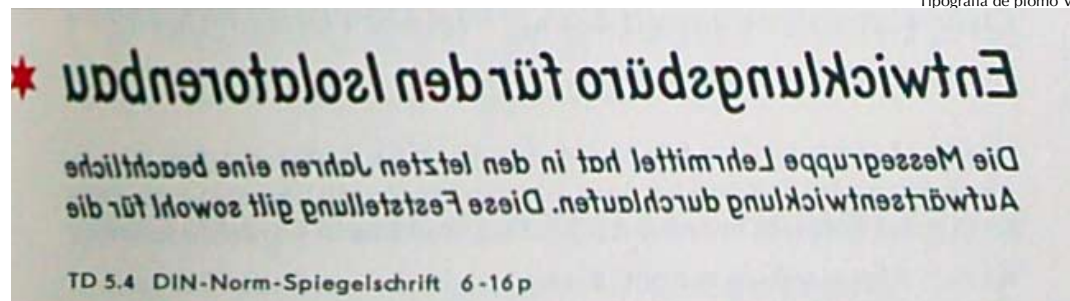 Tipografía de plomo
Entwicklungsbüro für den Isolatorenbau
Die Messegruppe Lehrmittel hat in den letzten Jahren eine beachtliche
Aufwärtsentwicklung durchlaufen. Diese Feststellung gilt sowohl für die
TD 5.4 DIN-Norm-Spiegelschrift 6-16p